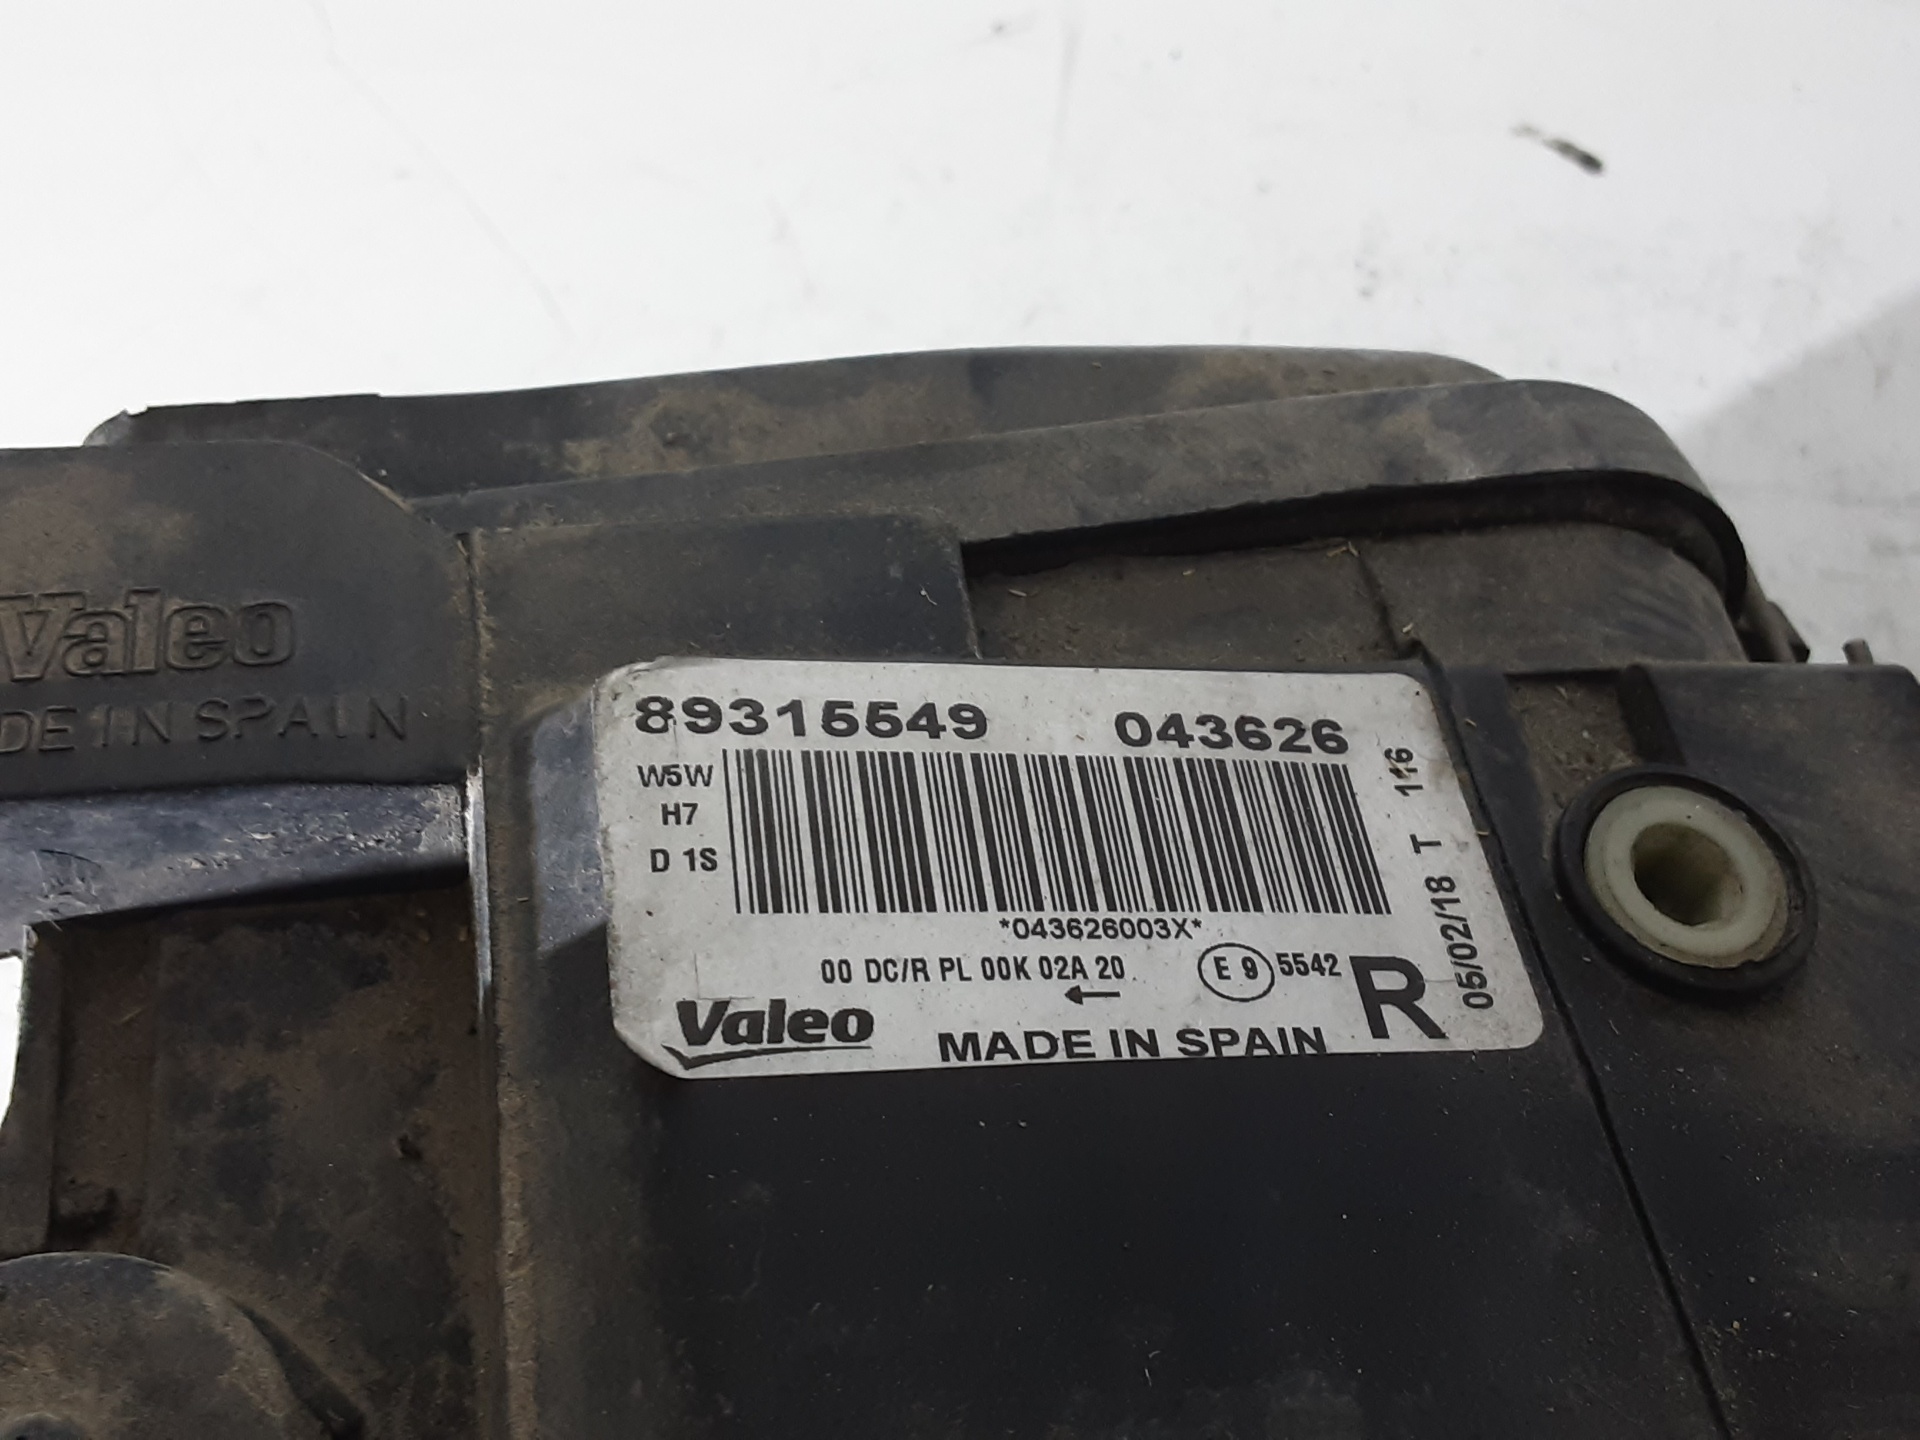 Valeo
DE IN SPAIN
89315549 043626
W5W
H7
D 1S
*043626003X*
00 DC/R PL 00K 02A 20
E 9 5542
R
Valeo
MADE IN SPAIN
05/02/18 T 116